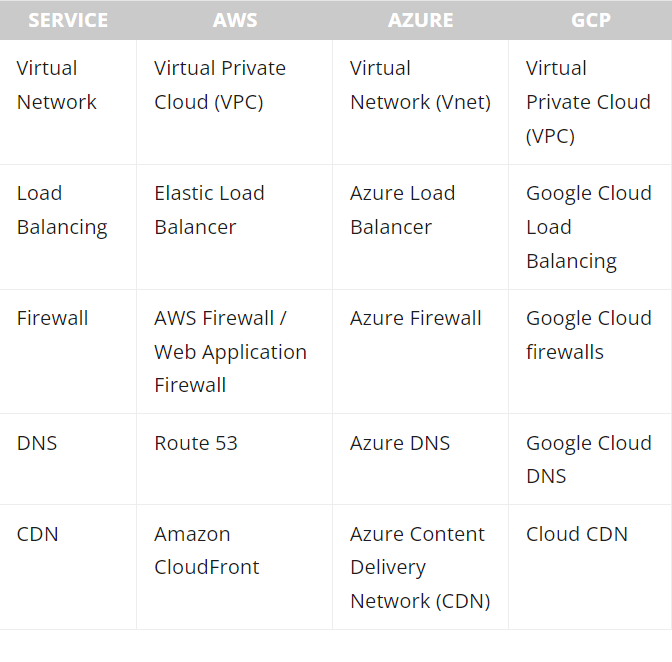 SERVICE AWS AZURE GCP
Virtual Network
Virtual Private Cloud (VPC)
Virtual Network (Vnet)
Virtual Private Cloud (VPC)
Load Balancing
Elastic Load Balancer
Azure Load Balancer
Google Cloud Load Balancing
Firewall
AWS Firewall / Web Application Firewall
Azure Firewall
Google Cloud firewalls
DNS
Route 53
Azure DNS
Google Cloud DNS
CDN
Amazon CloudFront
Azure Content Delivery Network (CDN)
Cloud CDN